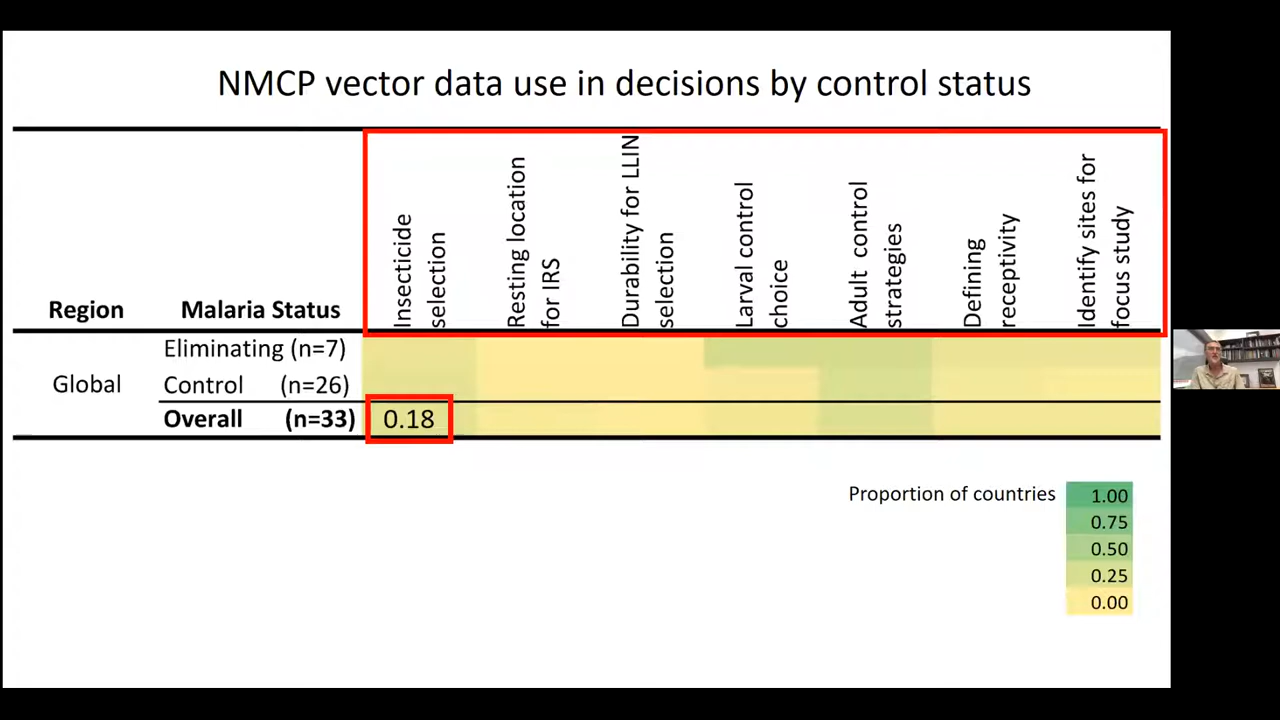 NMCP vector data use in decisions by control status
Region
Malaria Status
Insecticide
selection
Resting location
for IRS
Durability for LLIN
selection
Larval control
choice
Adult control
strategies
Defining
receptivity
Identify sites for
focus study
Global
Eliminating (n=7)
Control (n=26)
Overall (n=33)
0.18
Proportion of countries
1.00
0.75
0.50
0.25
0.00